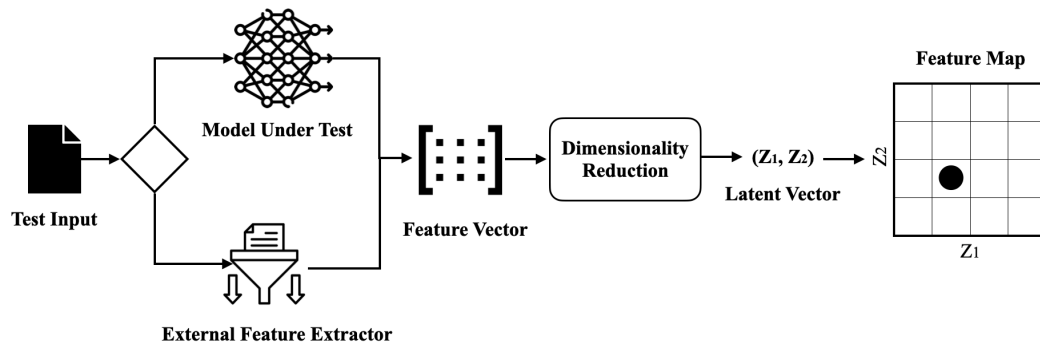 Feature Map
Model Under Test
Dimensionality
Reduction
(Z1, Z2)
Z2
Latent Vector
Test Input
Feature Vector
Z1
External Feature Extractor